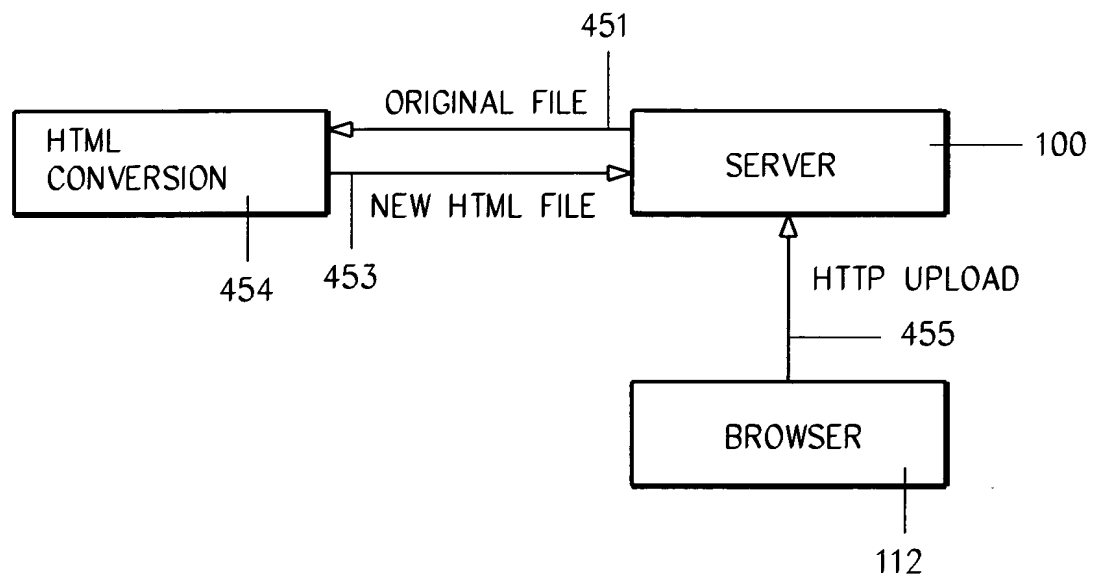 451
ORIGINAL FILE
HTML
CONVERSION
SERVER
100
NEW HTML FILE
454
453
HTTP UPLOAD
455
BROWSER
112